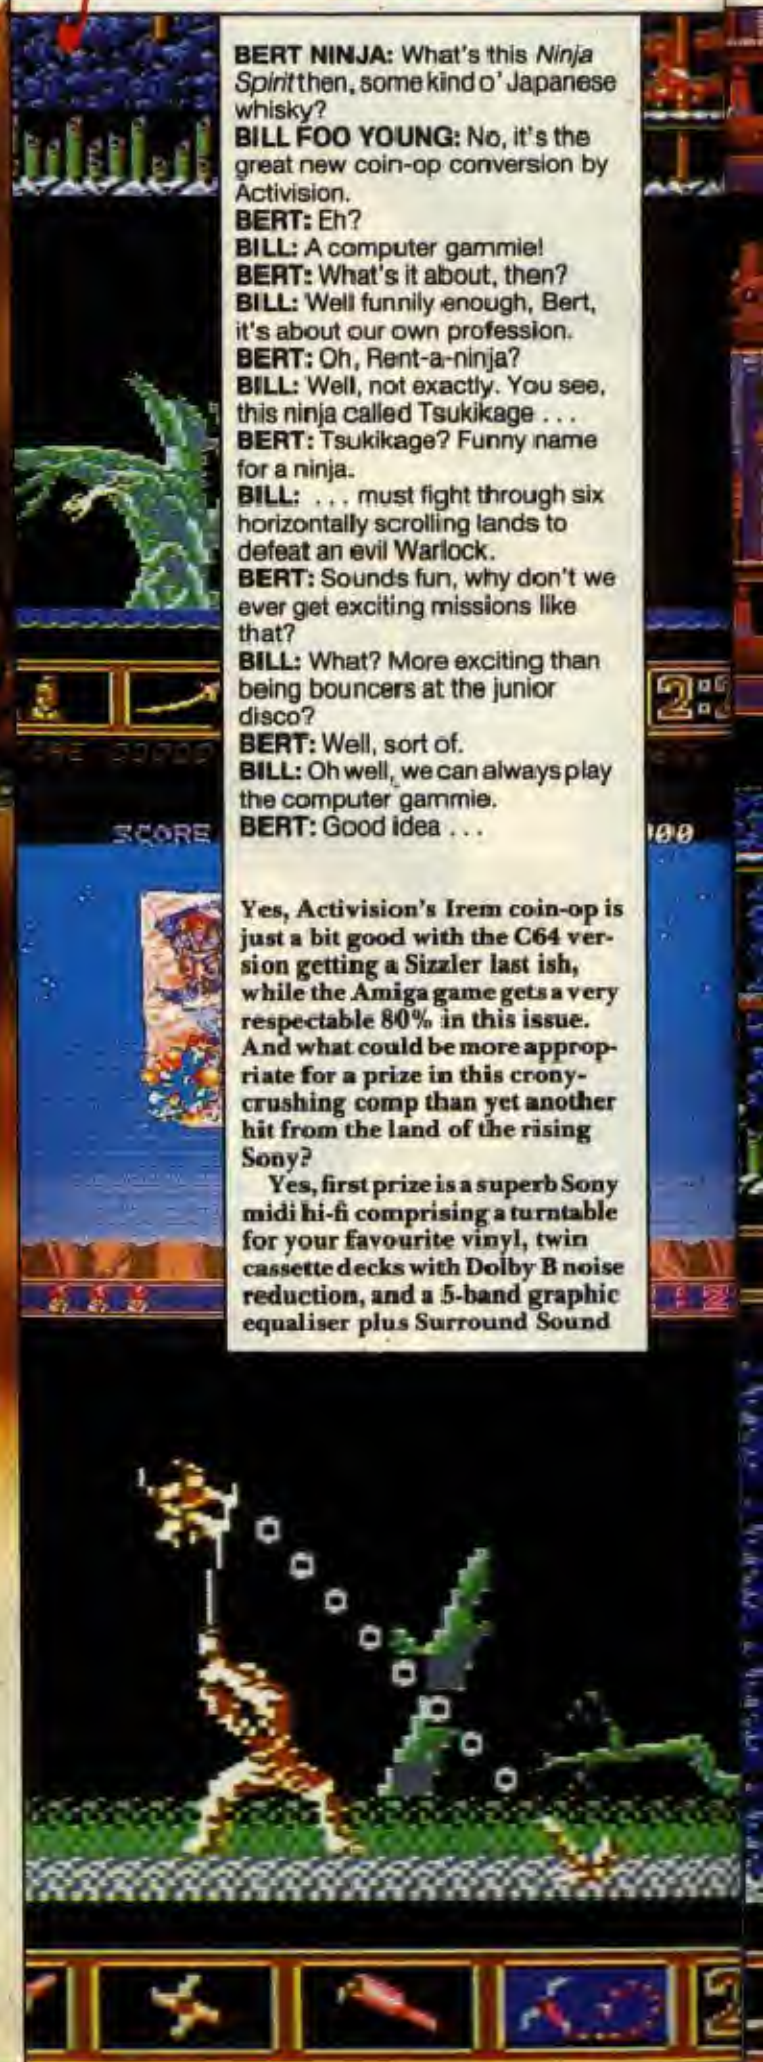 BERT NINJA: What's this Ninja
Spirit then, some kind o' Japanese
whisky?
BILL FOO YOUNG: No, it's the
great new coin-op conversion by
Activision.
BERT: Eh?
BILL: A computer gammie!
BERT: What's it about, then?
BILL: Well funnily enough, Bert,
it's about our own profession.
BERT: Oh, Rent-a-ninja?
BILL: Well, not exactly. You see,
this ninja called Tsukikage . . .
BERT: Tsukikage? Funny name
for a ninja.
BILL: . . . must fight through six
horizontally scrolling lands to
defeat an evil Warlock.
BERT: Sounds fun, why don't we
ever get exciting missions like
that?
BILL: What? More exciting than
being bouncers at the junior
disco?
BERT: Well, sort of.
BILL: Oh well, we can always play
the computer gammie.
BERT: Good idea . . .
SCORE
Yes, Activision's Irem coin-op is
just a bit good with the C64 ver-
sion getting a Sizzler last ish,
while the Amiga game gets a very
respectable 80% in this issue.
And what could be more approp-
riate for a prize in this crony-
crushing comp than yet another
hit from the land of the rising
Sony?
Yes, first prize is a superb Sony
midi hi-fi comprising a turntable
for your favourite vinyl, twin
cassette decks with Dolby B noise
reduction, and a 5-band graphic
equaliser plus Surround Sound